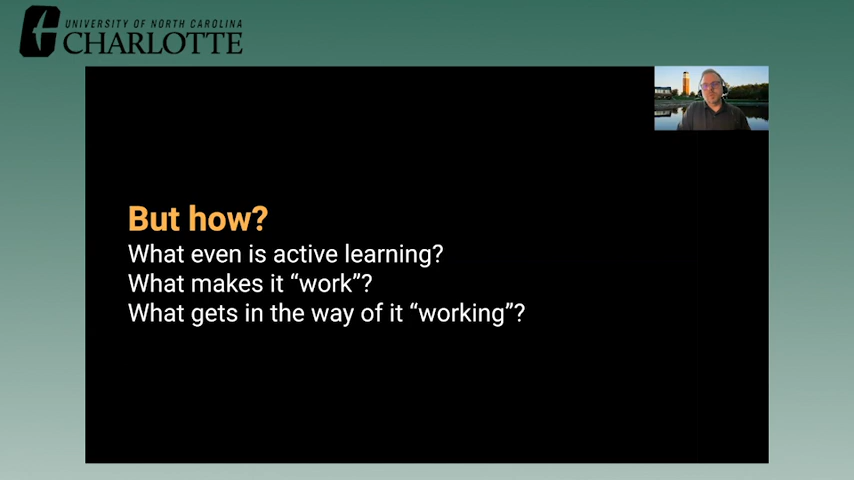 UNIVERSITY OF NORTH CAROLINA
CHARLOTTE
But how?
What even is active learning?
What makes it “work”?
What gets in the way of it “working”?